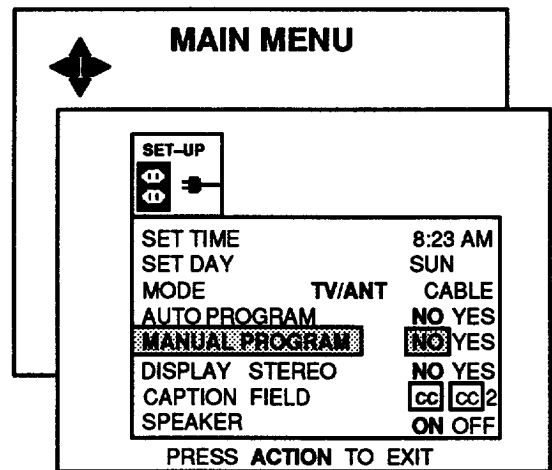 MAIN MENU
SET-UP
SET TIME 8:23 AM
SET DAY SUN
MODE TV/ANT CABLE
AUTO PROGRAM NO YES
MANUAL PROGRAM NO YES
DISPLAY STEREO NO YES
CAPTION FIELD CC CC2
SPEAKER ON OFF
PRESS ACTION TO EXIT